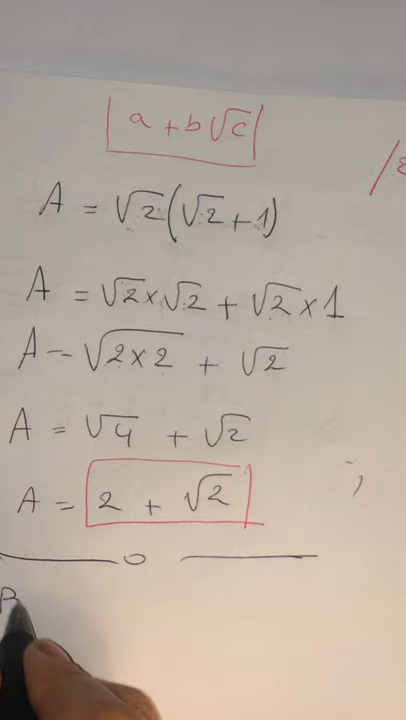 a + b√c
A = √2(√2 + 1)
A = √2 × √2 + √2 × 1
A = √2 × 2 + √2
A = √4 + √2
A = 2 + √2 ;
B